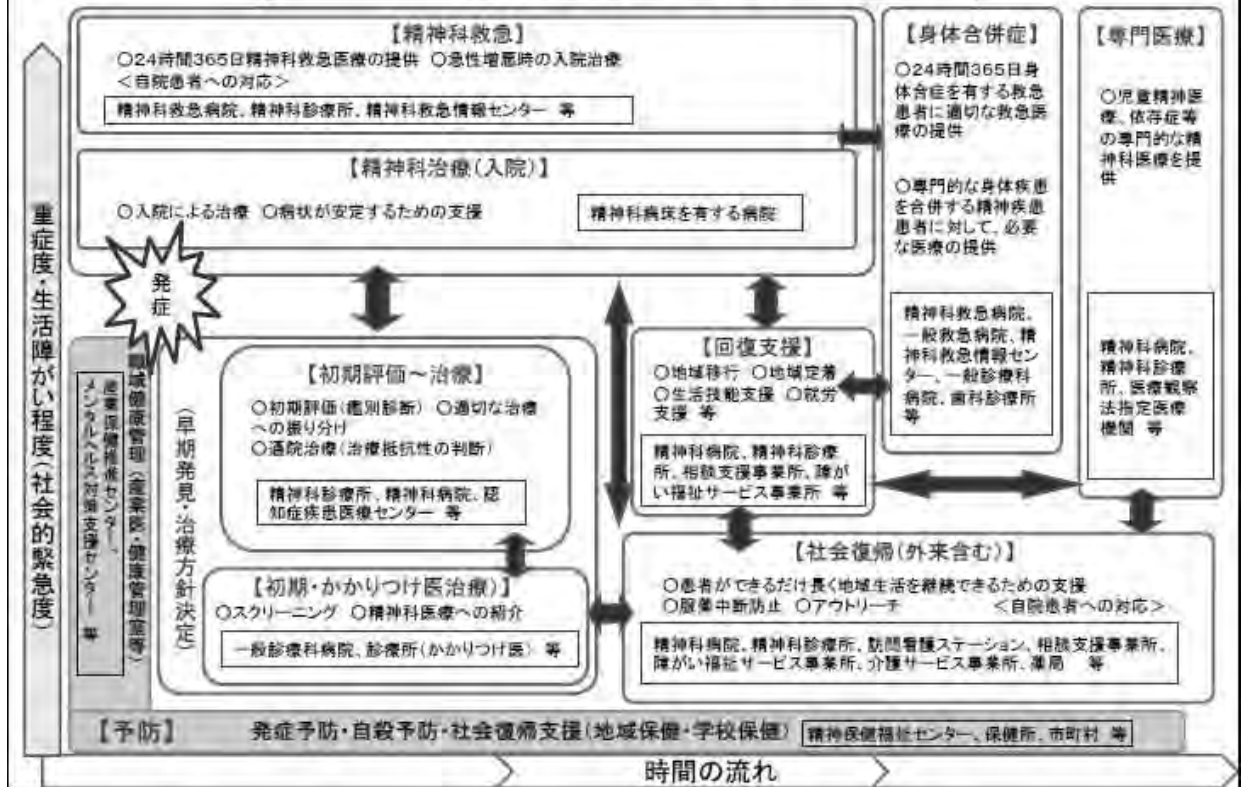 【精神科救急】
○24時間365日精神科救急医療の提供 ○急性増悪時の入院治療
<自院患者への対応>
精神科救急病院、精神科診療所、精神科救急情報センター 等
【精神科治療(入院)】
○入院による治療 ○病状が安定するための支援
精神科病床を有する病院
【身体合併症】
○24時間365日身
体合症を有する救急
患者に適切な救急医
療の提供
○専門的な身体疾患
を合併する精神疾患
患者に対して、必要
な医療の提供
精神科救急病院、
一般救急病院、精
神科救急情報セン
ター、一般診療科
病院、歯科診療所
等
【専門医療】
○児童精神医
療、依存症等
の専門的な精
神科医療を提
供
精神科病院、
精神科診療
所、医療観察
法指定医療
機関 等
重症度・生活障がい程度(社会的緊急度)
発症
職域健康管理(産業医・健康管理室等)
産業保健推進センター、
メンタルヘルス対策支援センター 等
(早期発見・治療方針決定)
【初期評価~治療】
○初期評価(鑑別診断) ○適切な治療
への振り分け
○通院治療(治療抵抗性の判断)
精神科診療所、精神科病院、認
知症疾患医療センター 等
【初期・かかりつけ医治療)】
○スクリーニング ○精神科医療への紹介
一般診療科病院、診療所(かかりつけ医) 等
【回復支援】
○地域移行 ○地域定着
○生活技能支援 ○就労
支援 等
精神科病院、精神科診療
所、相談支援事業所、障が
い福祉サービス事業所 等
【社会復帰(外来含む)】
○患者ができるだけ長く地域生活を継続できるための支援
○服薬中断防止 ○アウトリーチ <自院患者への対応>
精神科病院、精神科診療所、訪問看護ステーション、相談支援事業所、
障がい福祉サービス事業所、介護サービス事業所、薬局 等
【予防】 発症予防・自殺予防・社会復帰支援(地域保健・学校保健) 精神保健福祉センター、保健所、市町村 等
時間の流れ